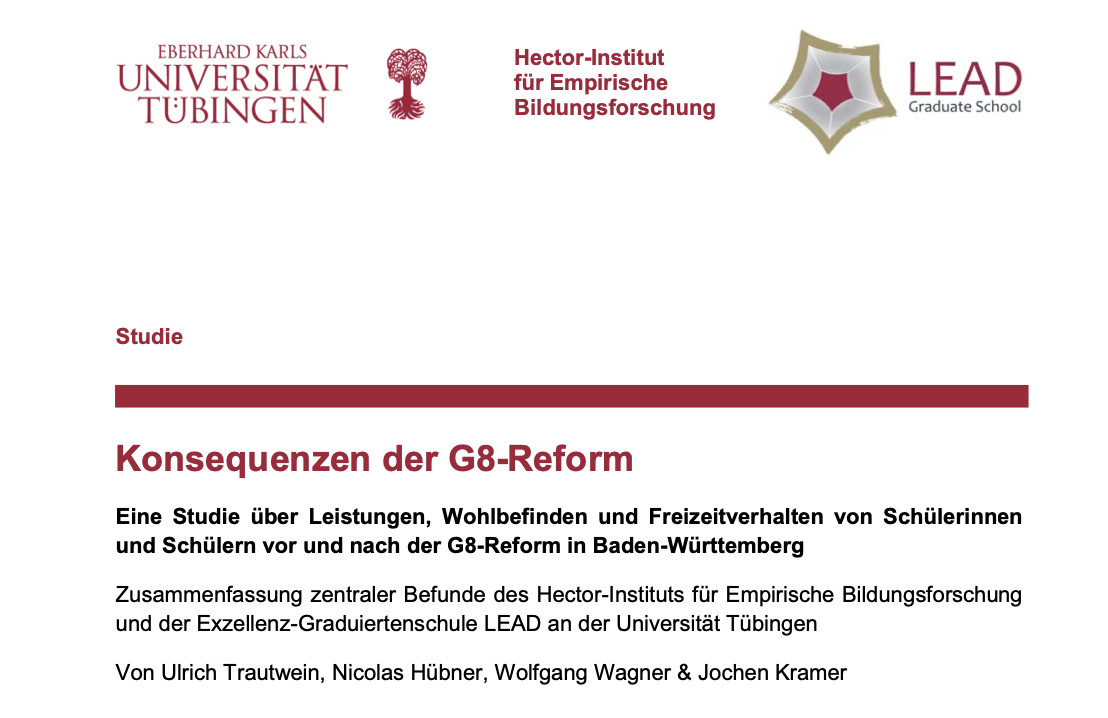 EBERHARD KARLS
UNIVERSITÄT
TÜBINGEN
Hector-Institut
für Empirische
Bildungsforschung
LEAD
Graduate School
Studie
Konsequenzen der G8-Reform
Eine Studie über Leistungen, Wohlbefinden und Freizeitverhalten von Schülerinnen
und Schülern vor und nach der G8-Reform in Baden-Württemberg
Zusammenfassung zentraler Befunde des Hector-Instituts für Empirische Bildungsforschung
und der Exzellenz-Graduiertenschule LEAD an der Universität Tübingen
Von Ulrich Trautwein, Nicolas Hübner, Wolfgang Wagner & Jochen Kramer